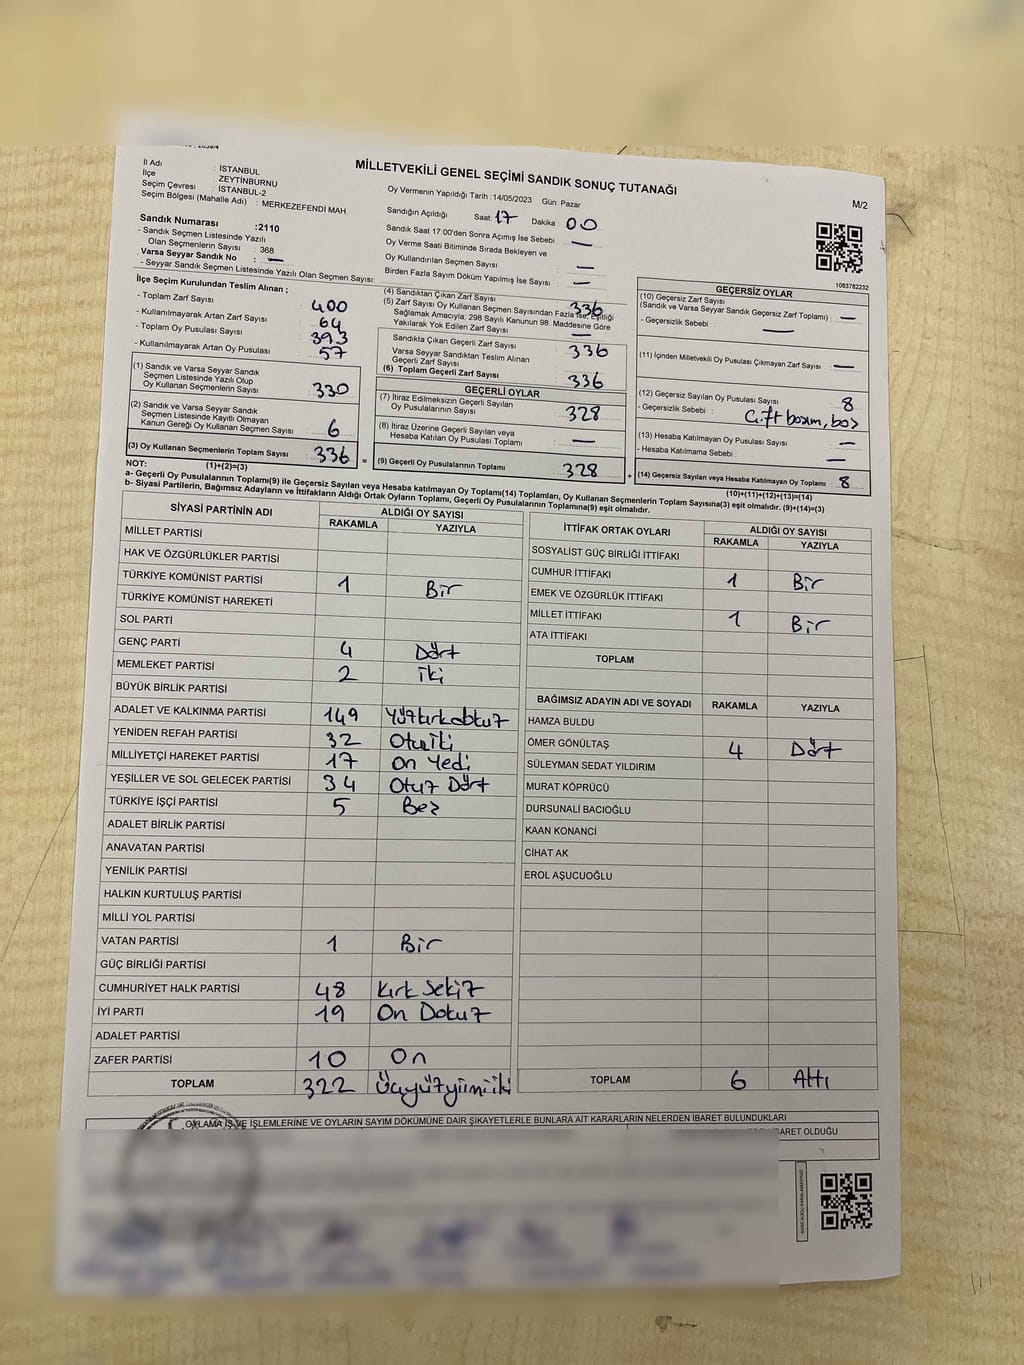 MİLLETVEKİLİ GENEL SEÇİMİ SANDIK SONUÇ TUTANAĞI
M/2
İl Adı : İSTANBUL
İlçe : ZEYTİNBURNU
Seçim Çevresi : İSTANBUL-2
Seçim Bölgesi (Mahalle Adı) : MERKEZEFENDİ MAH.
Sandık Numarası :2110
- Sandık Seçmen Listesinde Yazılı
Olan Seçmenlerin Sayısı : 368
Varsa Seyyar Sandık No : —
- Seyyar Sandık Seçmen Listesinde Yazılı Olan Seçmen Sayısı:
Oy Vermenin Yapıldığı Tarih :14/05/2023 Gün: Pazar
Sandığın Açıldığı Saat: 17 Dakika 00
Sandık Saat 17:00'den Sonra Açımış İse Sebebi : —
Oy Verme Saati Bitiminde Sırada Bekleyen ve
Oy Kullandırılan Seçmen Sayısı : —
Birden Fazla Sayım Döküm Yapılmış İse Sayısı : —
1083782232
İlçe Seçim Kurulundan Teslim Alınan ;
- Toplam Zarf Sayısı : 400
- Kullanılmayarak Artan Zarf Sayısı : 64
- Toplam Oy Pusulası Sayısı : 393
- Kullanılmayarak Artan Oy Pusulası : 57
(1) Sandık ve Varsa Seyyar Sandık
Seçmen Listesinde Yazılı Olup
Oy Kullanan Seçmenlerin Sayısı : 330
(2) Sandık ve Varsa Seyyar Sandık
Seçmen Listesinde Kayıtlı Olmayan
Kanun Gereği Oy Kullanan Seçmen Sayısı : 6
(3) Oy Kullanan Seçmenlerin Toplam Sayısı : 336
(1)+(2)=(3)
(4) Sandıktan Çıkan Zarf Sayısı : 336
(5) Zarf Sayısı Oy Kullanan Seçmen Sayısından Fazla İse, Eşitliği
Sağlamak Amacıyla; 298 Sayılı Kanunun 98. Maddesine Göre
Yakılarak Yok Edilen Zarf Sayısı : —
Sandıkta Çıkan Geçerli Zarf Sayısı : 336
Varsa Seyyar Sandıktan Teslim Alınan
Geçerli Zarf Sayısı
(6) Toplam Geçerli Zarf Sayısı : 336
GEÇERLİ OYLAR
(7) İtiraz Edilmeksizin Geçerli Sayılan
Oy Pusulalarının Sayısı : 328
(8) İtiraz Üzerine Geçerli Sayılan veya
Hesaba Katılan Oy Pusulası Toplamı : —
= (9) Geçerli Oy Pusulalarının Toplamı : 328
GEÇERSİZ OYLAR
(10) Geçersiz Zarf Sayısı
(Sandık ve Varsa Seyyar Sandık Geçersiz Zarf Toplamı) : —
- Geçersizlik Sebebi : —
(11) İçinden Milletvekili Oy Pusulası Çıkmayan Zarf Sayısı : —
(12) Geçersiz Sayılan Oy Pusulası Sayısı : 8
- Geçersizlik Sebebi : Çift basım, boş
(13) Hesaba Katılmayan Oy Pusulası Sayısı : —
- Hesaba Katılmama Sebebi : —
+ (14) Geçersiz Sayılan veya Hesaba Katılmayan Oy Toplamı : 8
(10)+(11)+(12)+(13)=(14)
NOT:
a- Geçerli Oy Pusulaların Toplamı(9) ile Geçersiz Sayılan veya Hesaba katılmayan Oy Toplamı(14) Toplamları, Oy Kullanan Seçmenlerin Toplam Sayısına(3) eşit olmalıdır. (9)+(14)=(3)
b- Siyasi Partilerin, Bağımsız Adayların ve İttifakların Aldığı Ortak Oyların Toplamı, Geçerli Oy Pusulalarının Toplamına(9) eşit olmalıdır.
SİYASİ PARTİNİN ADI ALDIĞI OY SAYISI
RAKAMLA YAZIYLA
MİLLET PARTİSİ
HAK VE ÖZGÜRLÜKLER PARTİSİ
TÜRKİYE KOMÜNİST PARTİSİ 1 Bir
TÜRKİYE KOMÜNİST HAREKETİ
SOL PARTİ
GENÇ PARTİ 4 Dört
MEMLEKET PARTİSİ 2 İki
BÜYÜK BİRLİK PARTİSİ
ADALET VE KALKINMA PARTİSİ 149 Yüzkırkdokuz
YENİDEN REFAH PARTİSİ 32 Otuziki
MİLLİYETÇİ HAREKET PARTİSİ 17 On Yedi
YEŞİLLER VE SOL GELECEK PARTİSİ 34 Otuz Dört
TÜRKİYE İŞÇİ PARTİSİ 5 Beş
ADALET BİRLİK PARTİSİ
ANAVATAN PARTİSİ
YENİLİK PARTİSİ
HALKIN KURTULUŞ PARTİSİ
MİLLİ YOL PARTİSİ
VATAN PARTİSİ 1 Bir
GÜÇ BİRLİĞİ PARTİSİ
CUMHURİYET HALK PARTİSİ 48 Kırk Sekiz
İYİ PARTİ 19 On Dokuz
ADALET PARTİSİ
ZAFER PARTİSİ 10 On
TOPLAM 322 Üçyüzyirmiiki
İTTİFAK ORTAK OYLARI ALDIĞI OY SAYISI
RAKAMLA YAZIYLA
SOSYALİST GÜÇ BİRLİĞİ İTTİFAKI
CUMHUR İTTİFAKI 1 Bir
EMEK VE ÖZGÜRLÜK İTTİFAKI
MİLLET İTTİFAKI 1 Bir
ATA İTTİFAKI
TOPLAM
BAĞIMSIZ ADAYIN ADI VE SOYADI RAKAMLA YAZIYLA
HAMZA BULDU
ÖMER GÖNÜLTAŞ 4 Dört
SÜLEYMAN SEDAT YILDIRIM
MURAT KÖPRÜCÜ
DURSUNALİ BACIOĞLU
KAAN KONANCİ
CİHAT AK
EROL AŞUCUOĞLU
TOPLAM 6 Altı
OYLAMA İŞ VE İŞLEMLERİNE VE OYLARIN SAYIM DÖKÜMÜNE DAİR ŞİKAYETLERLE BUNLARA AİT KARARLARIN NELERDEN İBARET BULUNDUKLARI
İBARET OLDUĞU